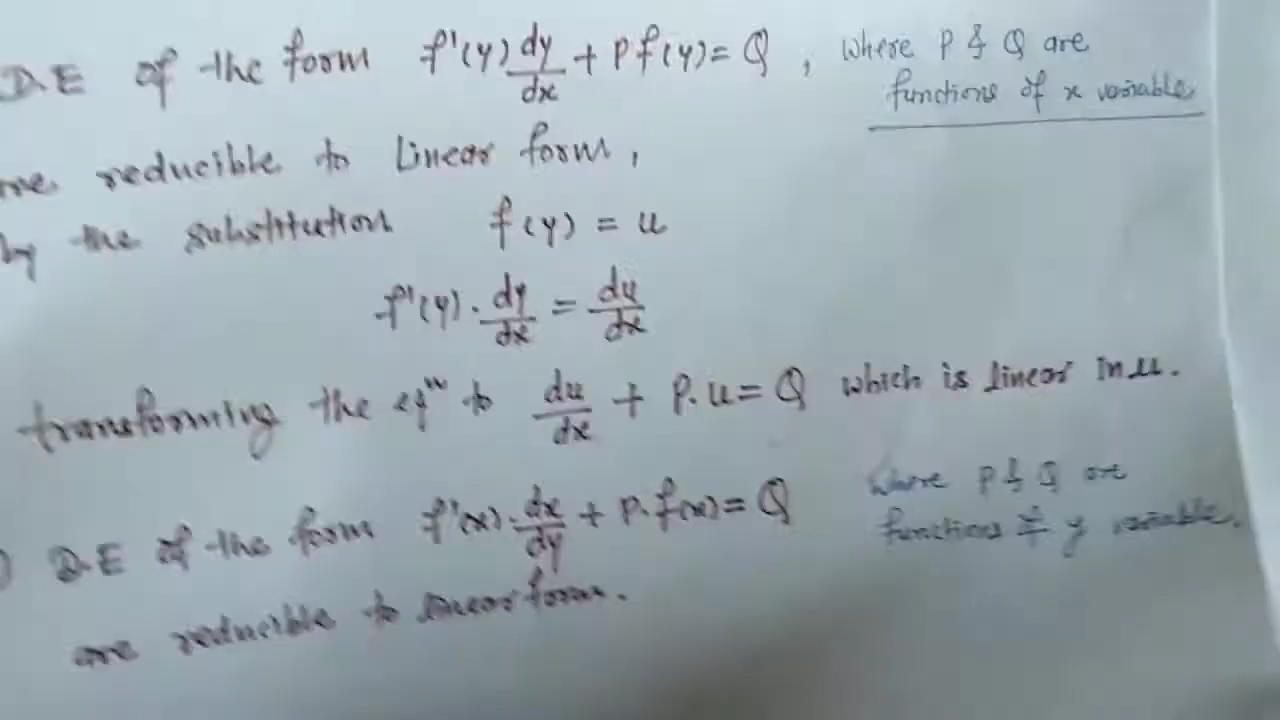 D.E of the form f'(y) dy/dx + P f(y) = Q , where P & Q are
functions of x variable
are reducible to Linear form,
by the substitution f(y) = u
f'(y) . dy/dx = du/dx
transforming the eqn to du/dx + P.u = Q which is linear in u.
D.E of the form f'(x). dx/dy + P.f(x) = Q where P & Q are
functions of y variable.
are reducible to linear form.